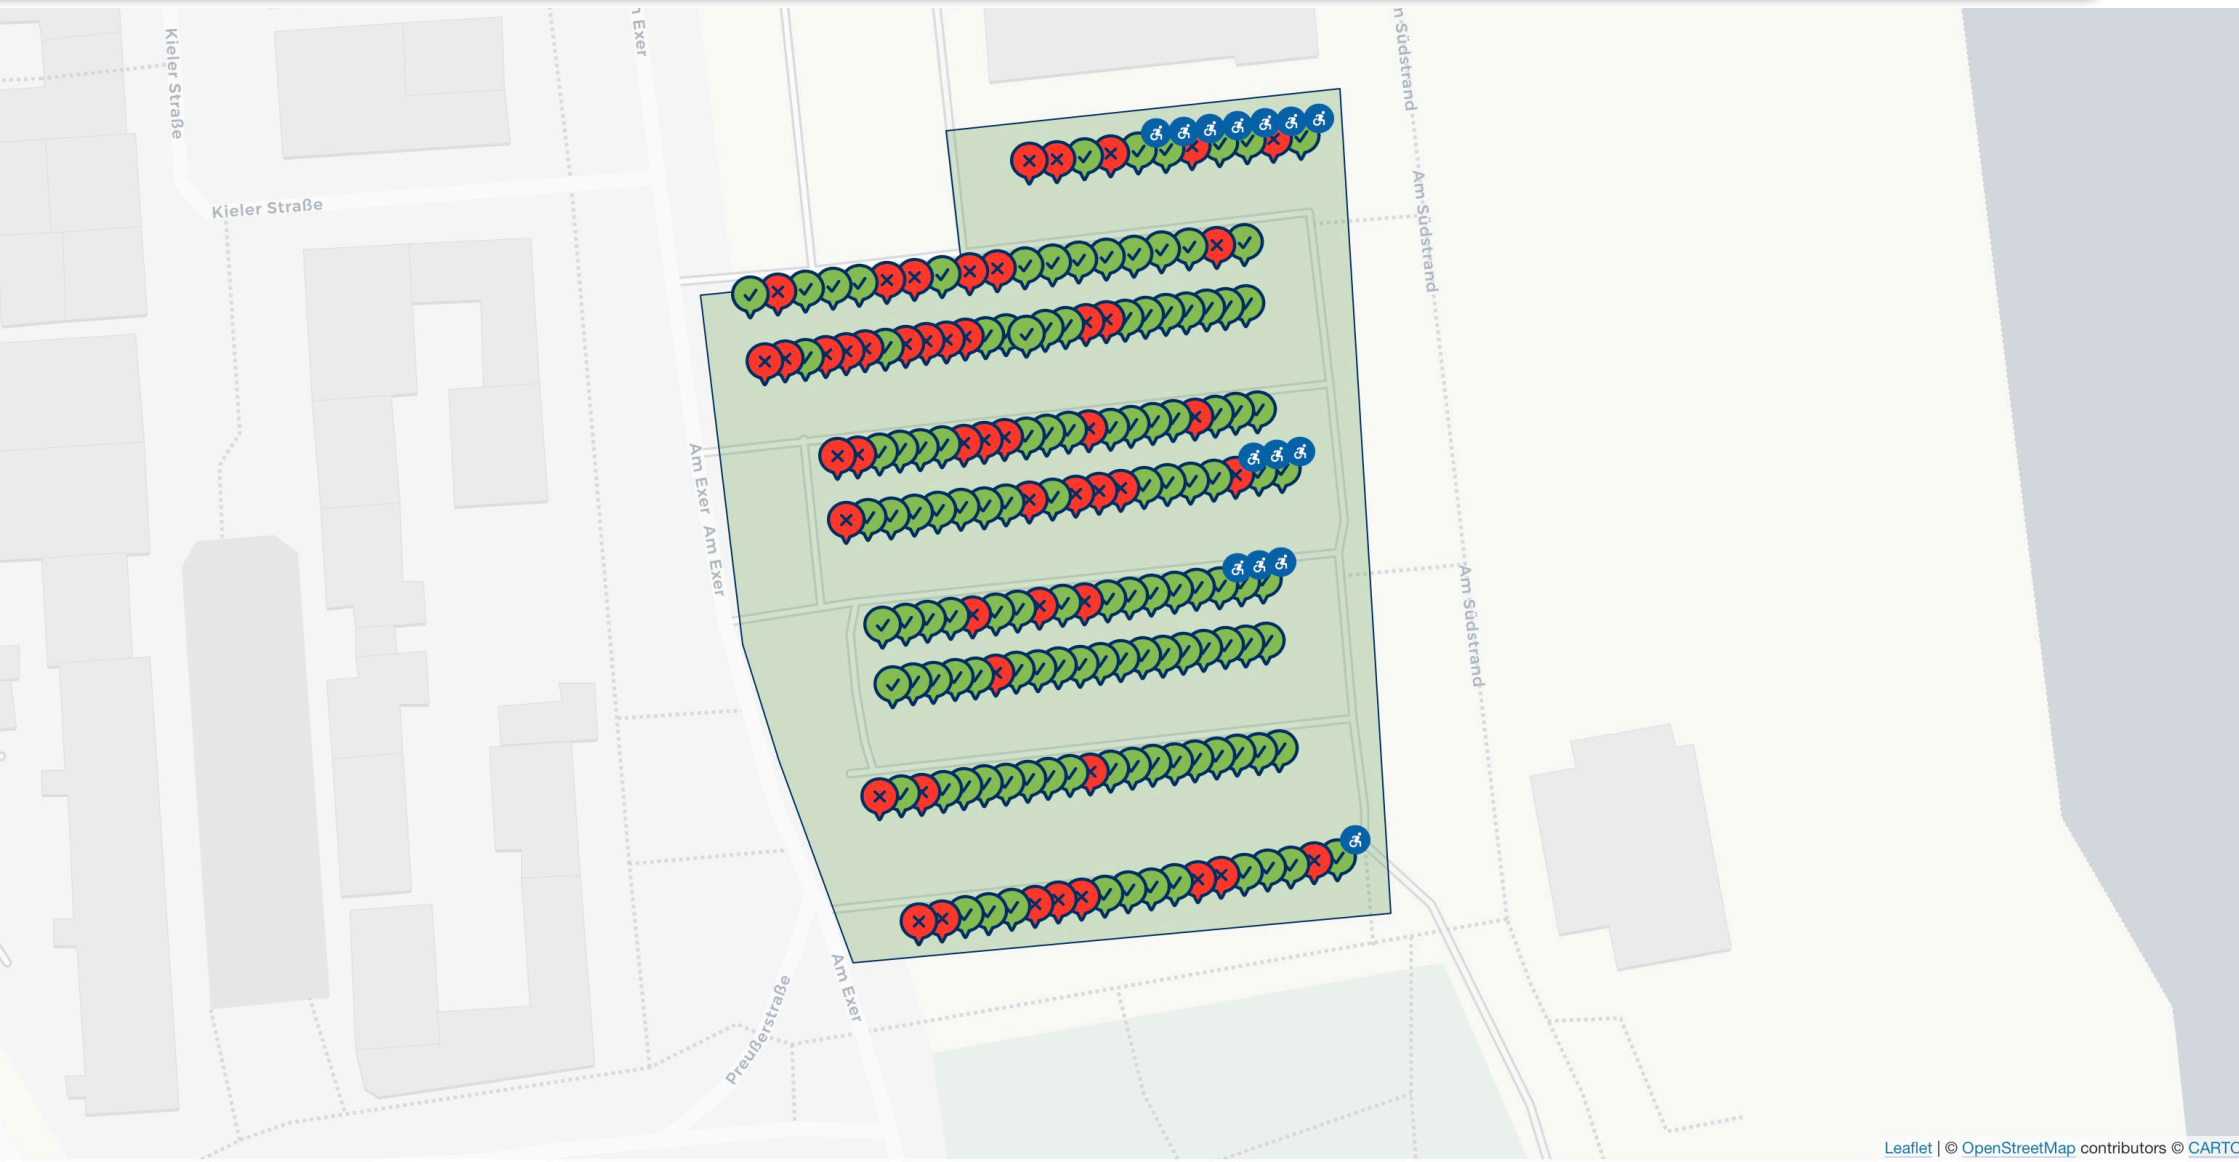 Kieler Straße
n Exer
n Südstrand
Kieler Straße
Am Südstrand
Am Exer
Am Exer
Am Südstrand
Am Exer
Preußerstraße
Leaflet | © OpenStreetMap contributors © CARTO